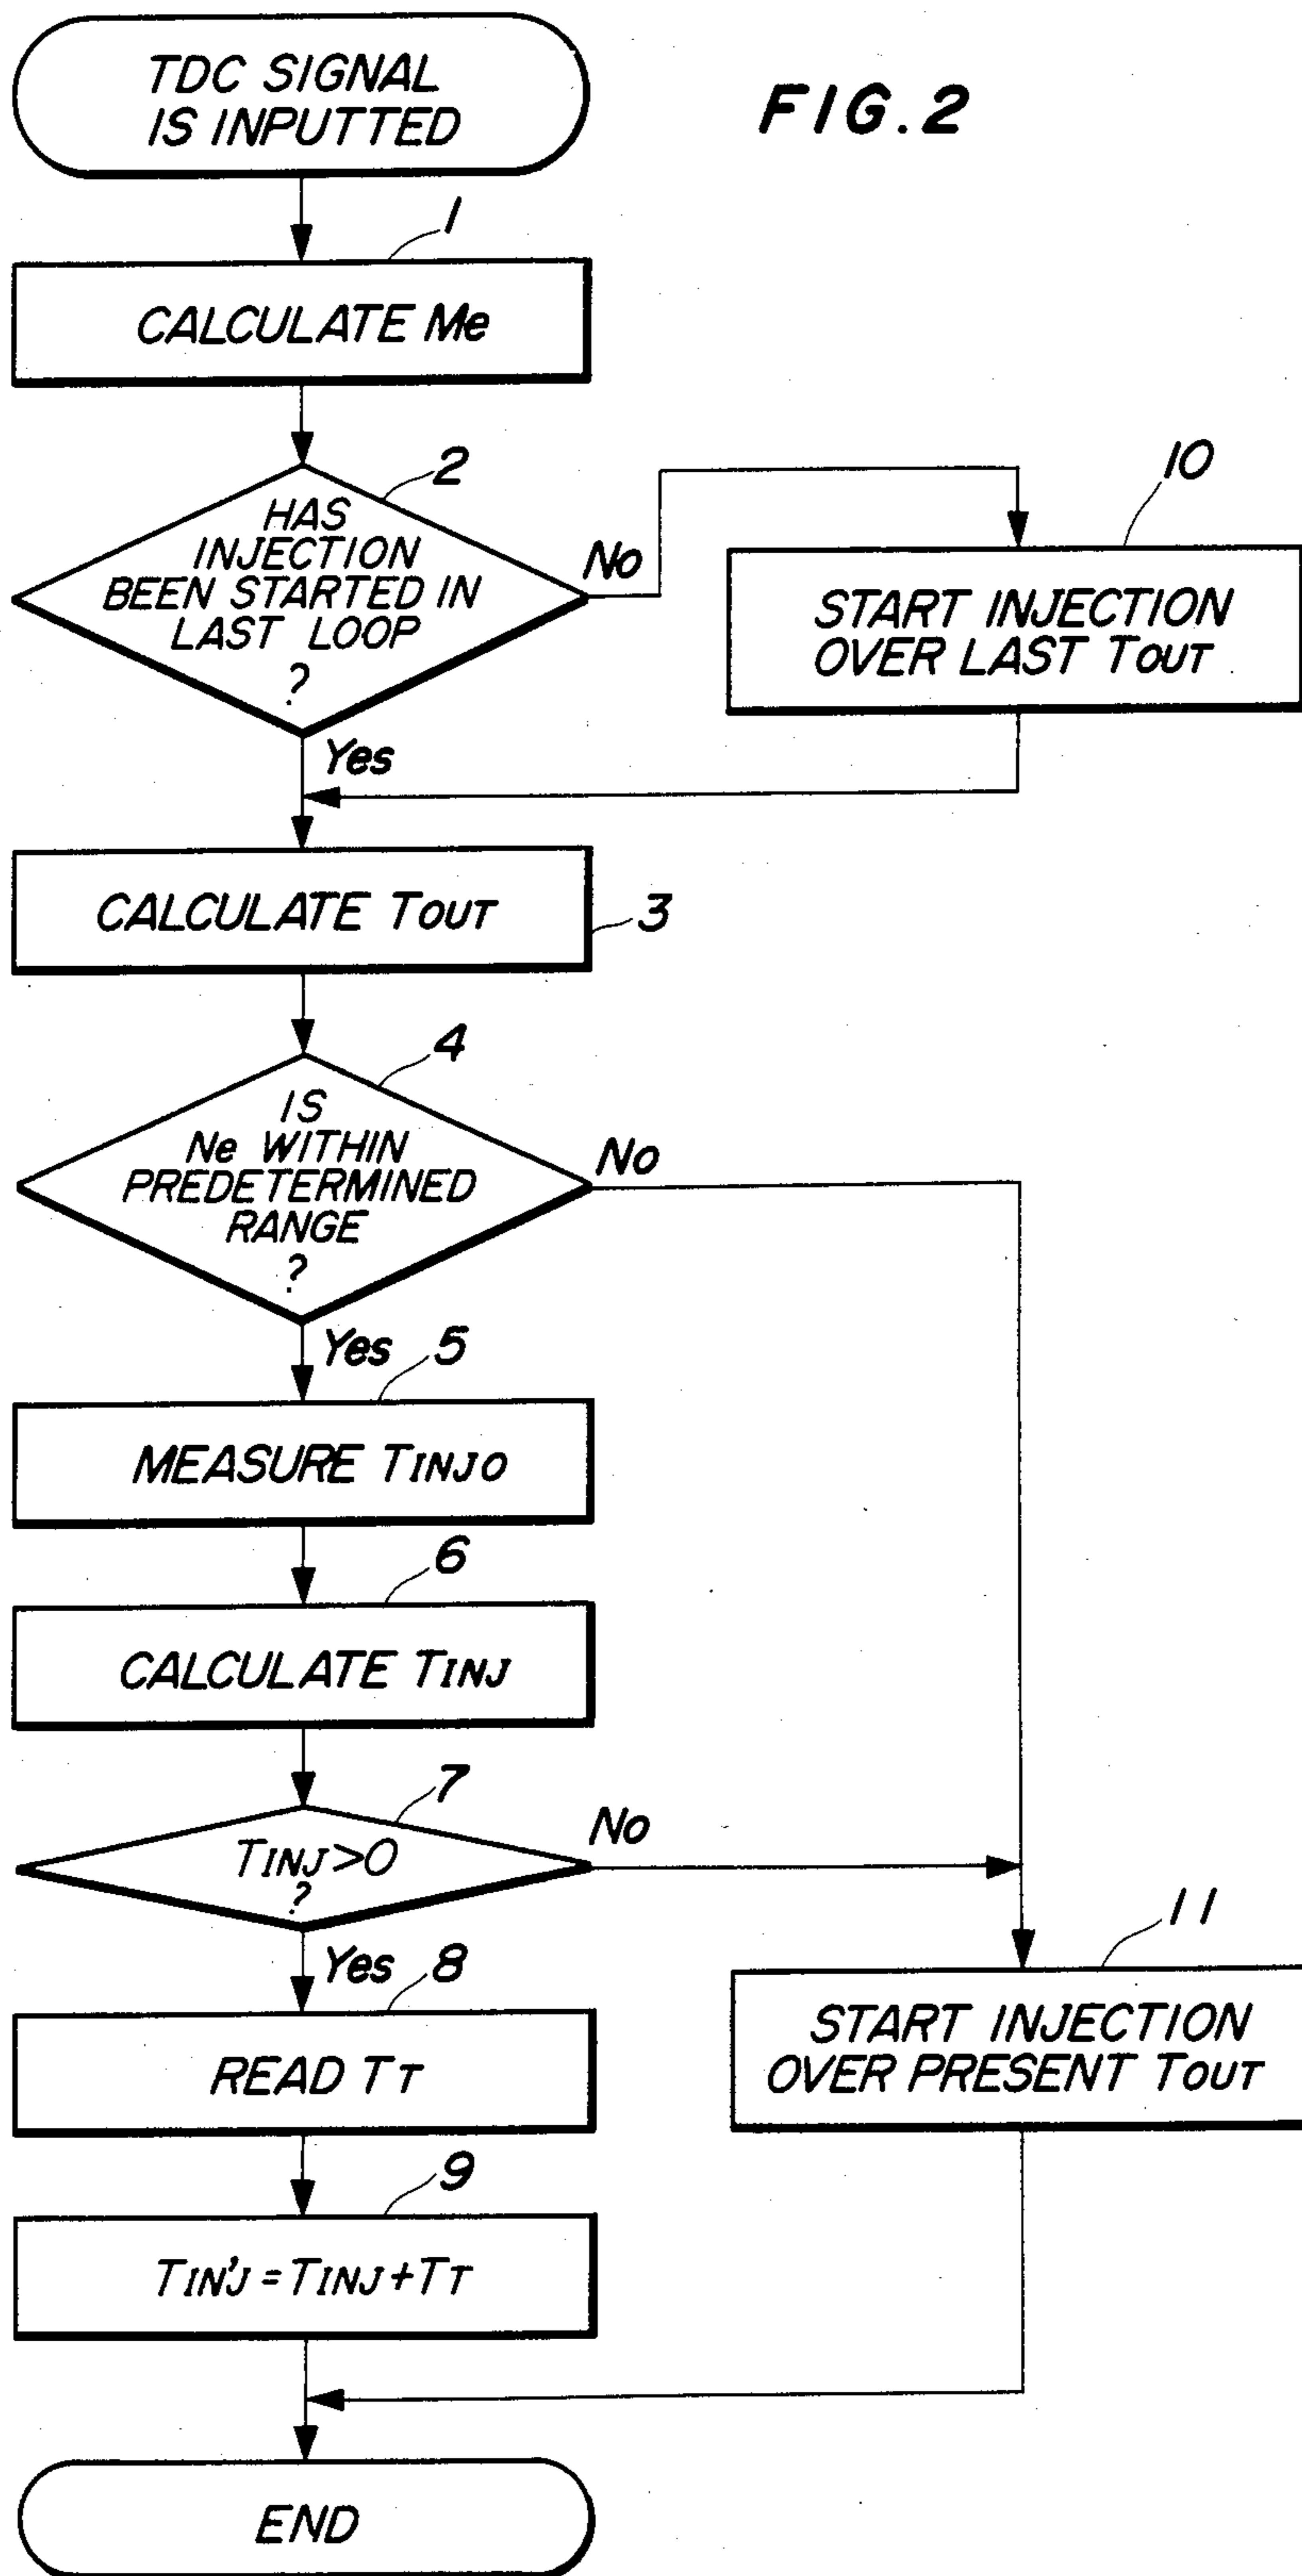 TDC SIGNAL
IS INPUTTED
FIG.2
1
CALCULATE Me
2
HAS
INJECTION
BEEN STARTED IN
LAST LOOP
?
No
10
START INJECTION
OVER LAST TOUT
Yes
CALCULATE TOUT
3
4
IS
Ne WITHIN
PREDETERMINED
RANGE
?
No
Yes
5
MEASURE TINJO
6
CALCULATE TINJ
7
TINJ>O
?
No
Yes
8
READ TT
11
START INJECTION
OVER PRESENT TOUT
9
TIN'J=TINJ+TT
END